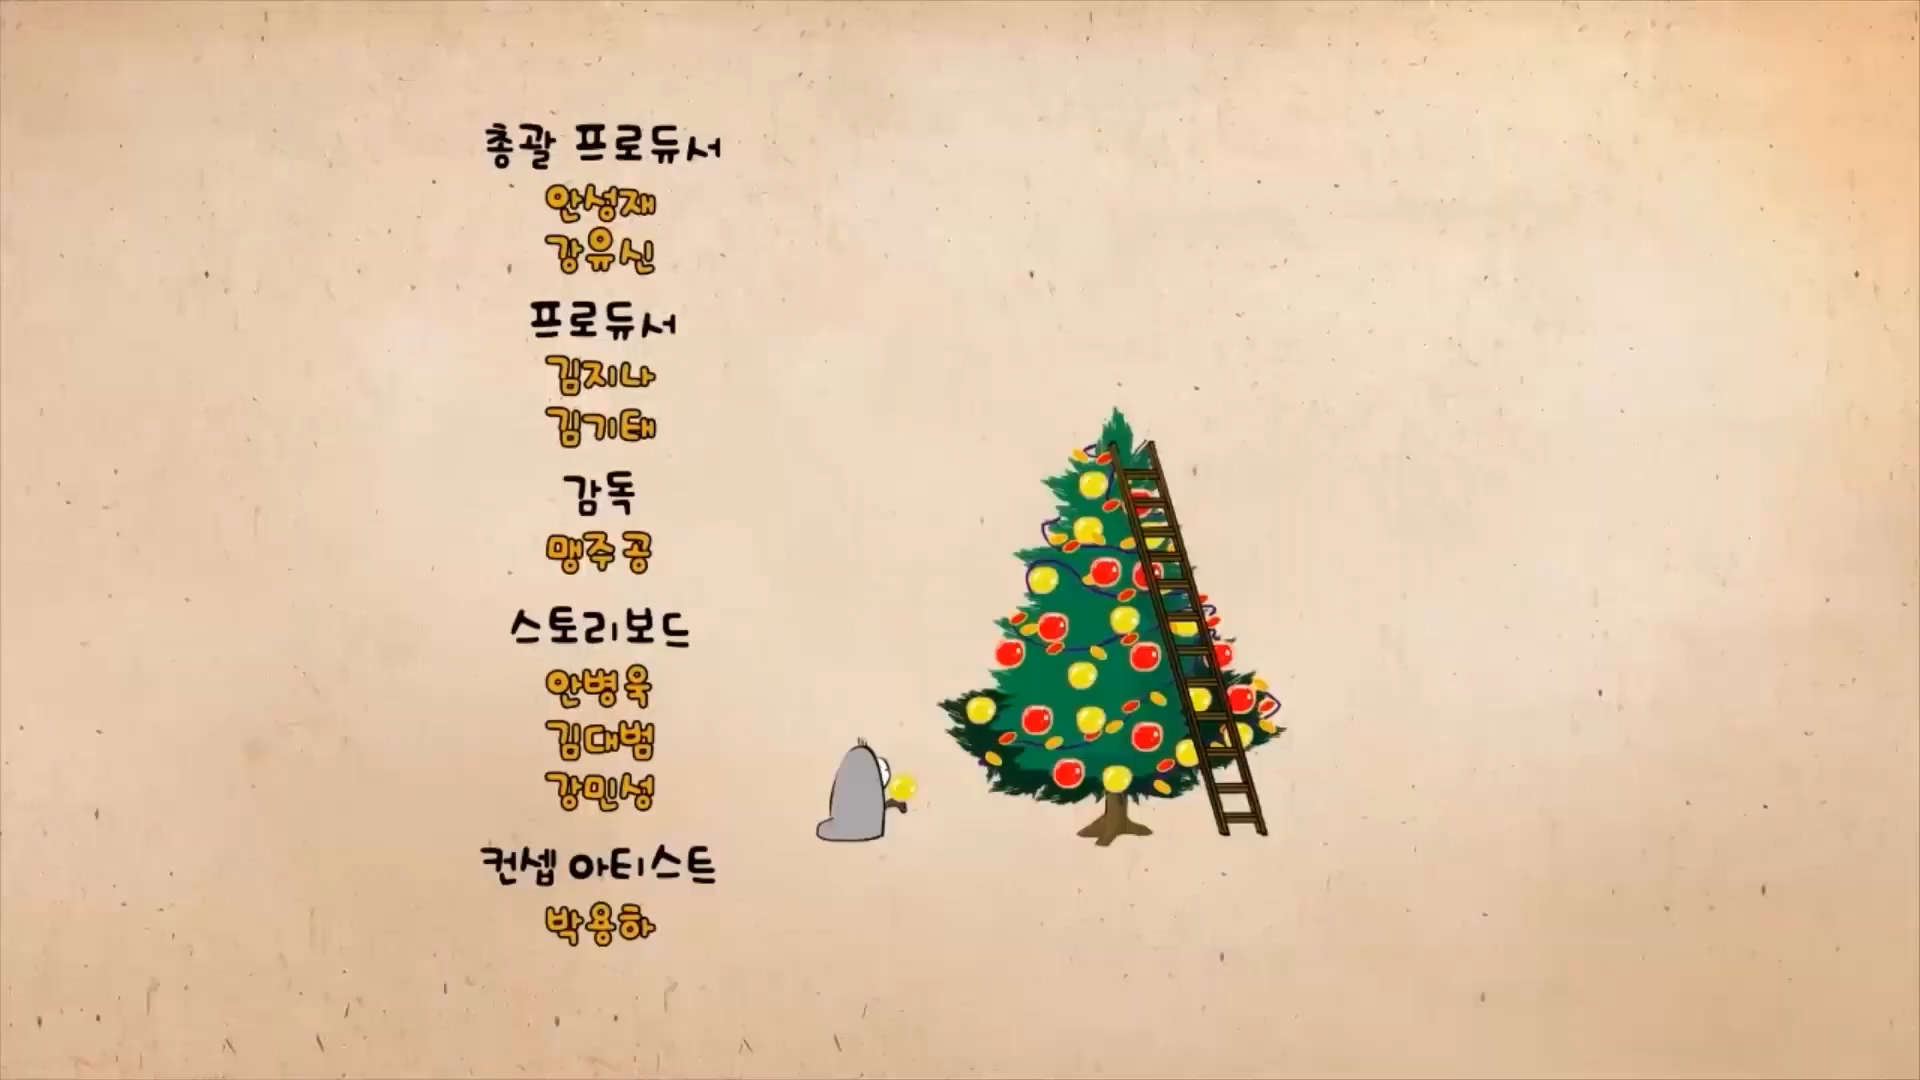 총괄 프로듀서
안성재
강유신
프로듀서
김지나
김기태
감독
맹주공
스토리보드
안병욱
김대범
강민성
컨셉 아티스트
박용하